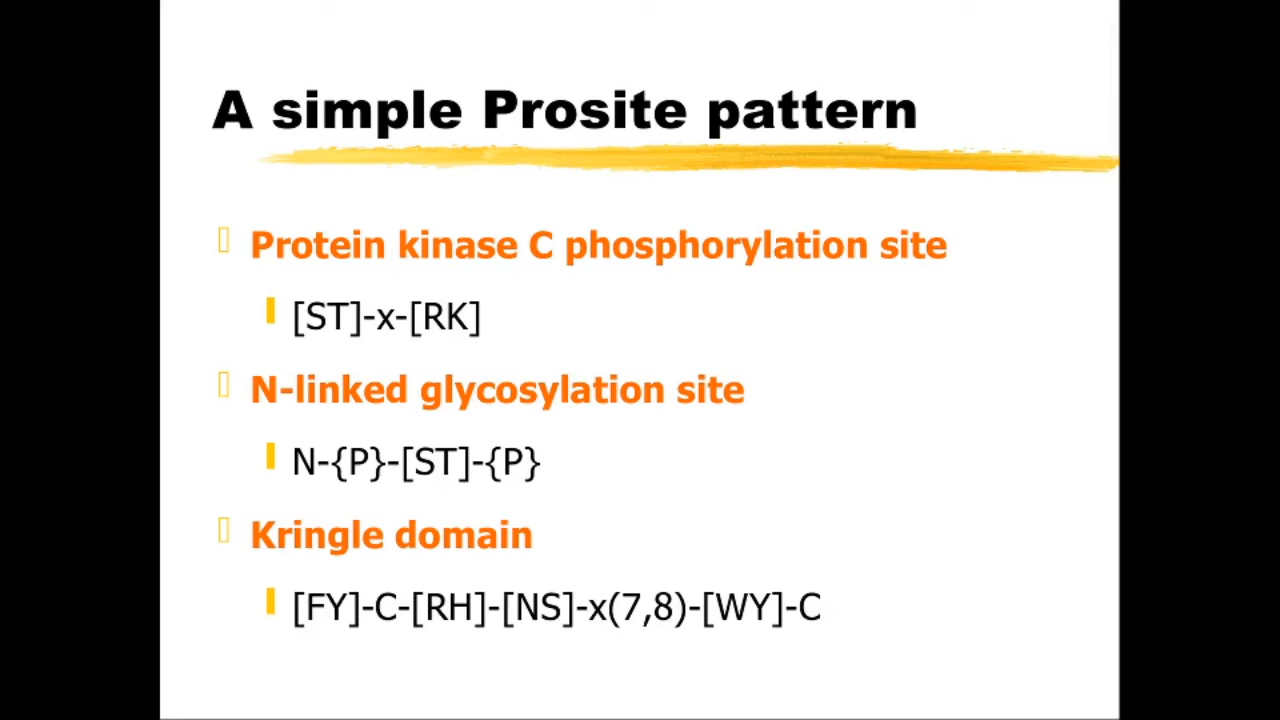 A simple Prosite pattern
Protein kinase C phosphorylation site
[ST]-x-[RK]
N-linked glycosylation site
N-{P}-[ST]-{P}
Kringle domain
[FY]-C-[RH]-[NS]-x(7,8)-[WY]-C